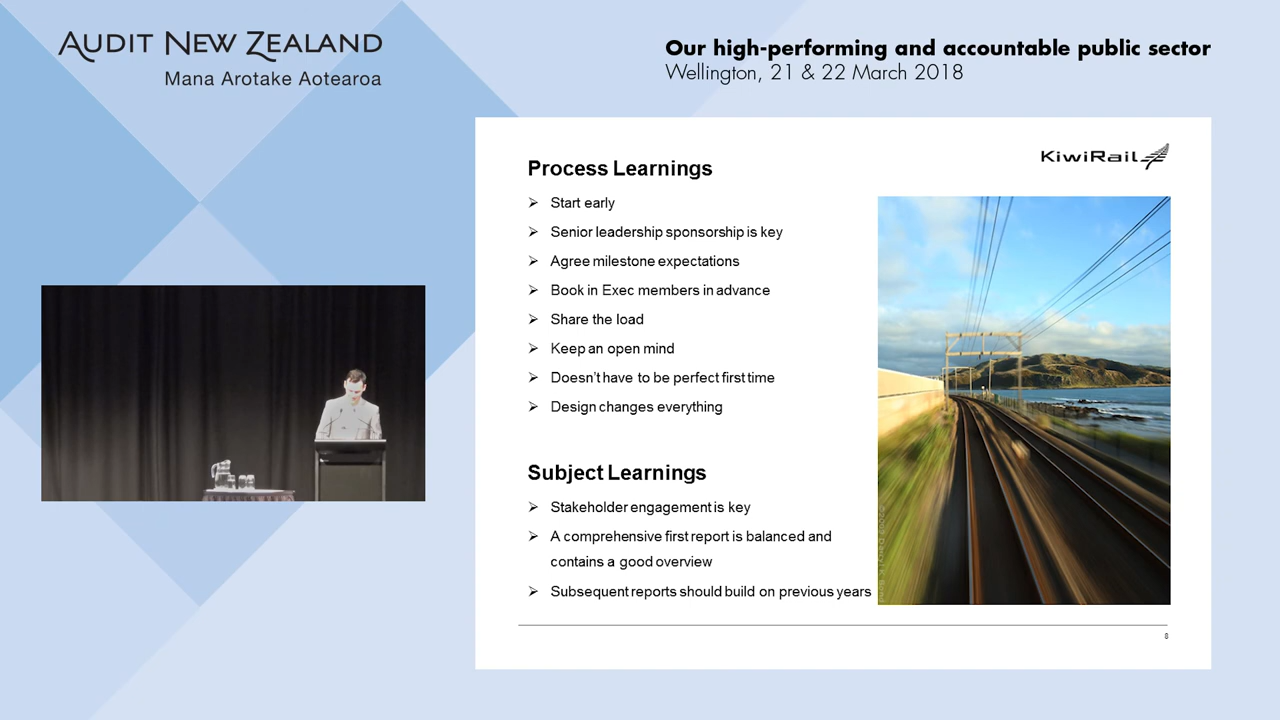 AUDIT NEW ZEALAND
Mana Arotake Aotearoa
Our high-performing and accountable public sector
Wellington, 21 & 22 March 2018
KiwiRail
Process Learnings
Start early
Senior leadership sponsorship is key
Agree milestone expectations
Book in Exec members in advance
Share the load
Keep an open mind
Doesn't have to be perfect first time
Design changes everything
Subject Learnings
Stakeholder engagement is key
A comprehensive first report is balanced and
contains a good overview
Subsequent reports should build on previous years
8